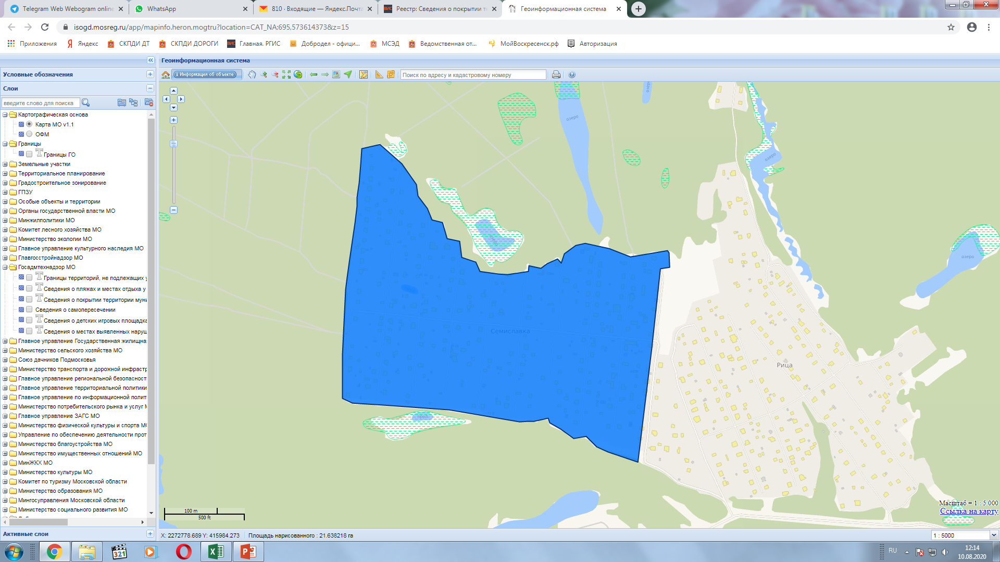 Telegram Web Webogram online
WhatsApp
810 · Входящие — Яндекс.Почта
Реестр: Сведения о покрытии те
Геоинформационная система
isogd.mosreg.ru/app/mapinfo.heron.mogtru?location=CAT_NA:695,573614373&z=15
Приложения
Яндекс
СКПДИ ДТ
СКПДИ ДОРОГИ
ВИС Главная. РГИС
Добродел - офици...
МСЭД
Ведомственная от...
МойВоскресенск.рф
Авторизация
Геоинформационная система
Условные обозначения
Информация об объекте
Поиск по адресу и кадастровому номеру
Слои
введите слово для поиска
Картографическая основа
Карта МО v1.1
ОФМ
Границы
Границы ГО
Земельные участки
Территориальное планирование
Градостроительное зонирование
ГПЗУ
Особые объекты и территории
Органы государственной власти МО
Минжилполитики МО
Комитет лесного хозяйства МО
Министерство экологии МО
Главное управление культурного наследия МО
Главгосстройнадзор МО
Госадмтехнадзор МО
Границы территорий, не подлежащих у
Сведения о пляжах и местах отдыха у
Сведения о покрытии территории муни
Сведения о самопересечении
Сведения о детских игровых площадка
Сведения о местах выявленных наруш
Главное управление Государственная жилищна
Министерство сельского хозяйства МО
Союз дачников Подмосковья
Министерство транспорта и дорожной инфрастр
Главное управление региональной безопасност
Главное управление территориальной политики
Главное управление по информационной полит
Министерство потребительского рынка и услуг М
Главное управление ЗАГС МО
Министерство физической культуры и спорта МО
Управление по обеспечению деятельности прот
Министерство благоустройства МО
Министерство имущественных отношений МО
МинЖКХ МО
Министерство культуры МО
Комитет по туризму Московской области
Министерство образования МО
Мингосуправления Московской области
Министерство социального развития МО
Активные слои
озеро
озеро
озеро
озеро
Семиславка
Рица
пруд
100 m
500 ft
Масштаб = 1 : 5 000
Ссылка на карту
X: 2272778.689 Y: 415984.273
Площадь нарисованного : 21.638218 га
1 : 5000
321
RU
12:14
10.08.2020